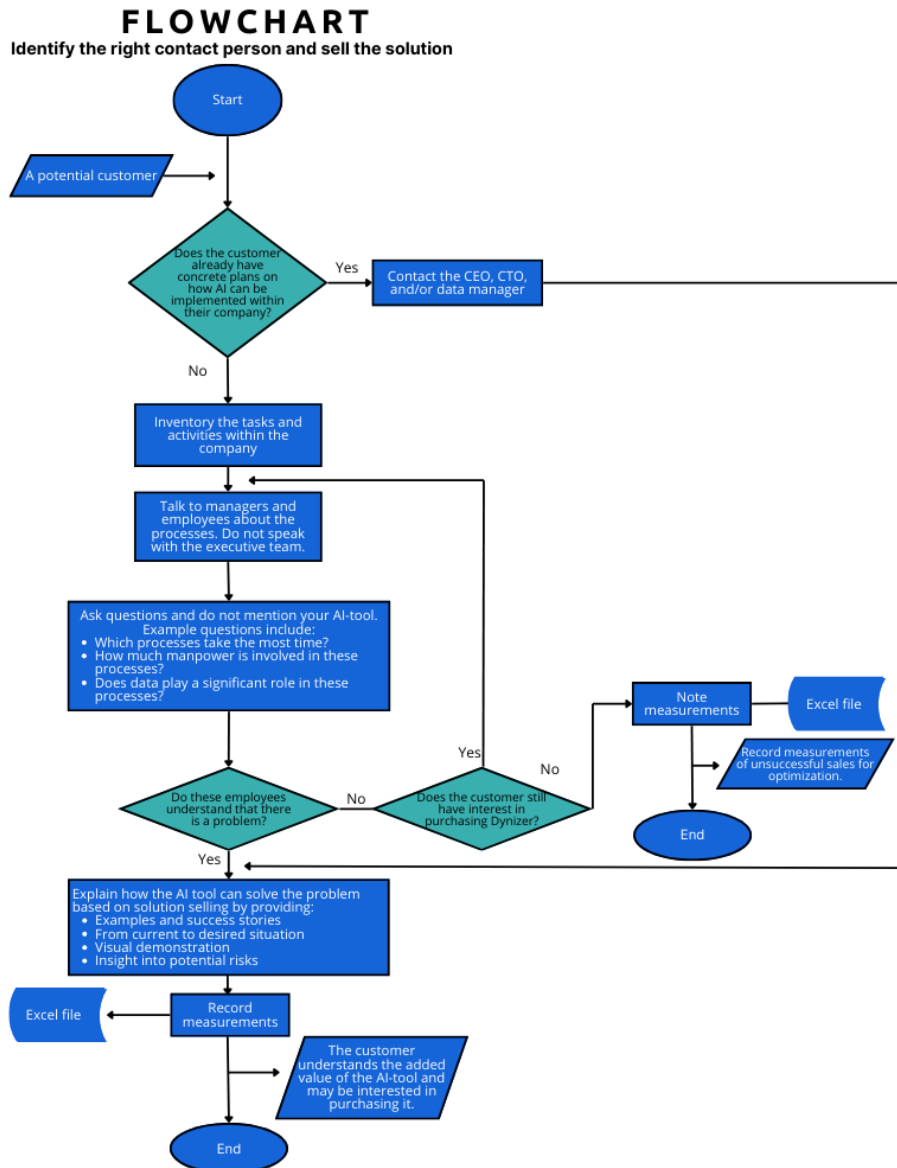 FLOWCHART
Identify the right contact person and sell the solution
Start
A potential customer
Does the customer
already have
concrete plans on
how AI can be
implemented within
their company?
Yes
Contact the CEO, CTO,
and/or data manager
No
Inventory the tasks and
activities within the
company
Talk to managers and
employees about the
processes. Do not speak
with the executive team.
Ask questions and do not mention your AI-tool.
Example questions include:
• Which processes take the most time?
• How much manpower is involved in these
processes?
• Does data play a significant role in these
processes?
Do these employees
understand that there
is a problem?
No
Does the customer still
have interest in
purchasing Dynizer?
Yes
No
Note
measurements
Excel file
Record measurements
of unsuccessful sales for
optimization.
End
Yes
Explain how the AI tool can solve the problem
based on solution selling by providing:
• Examples and success stories
• From current to desired situation
• Visual demonstration
• Insight into potential risks
Record
measurements
Excel file
The customer
understands the added
value of the AI-tool and
may be interested in
purchasing it.
End